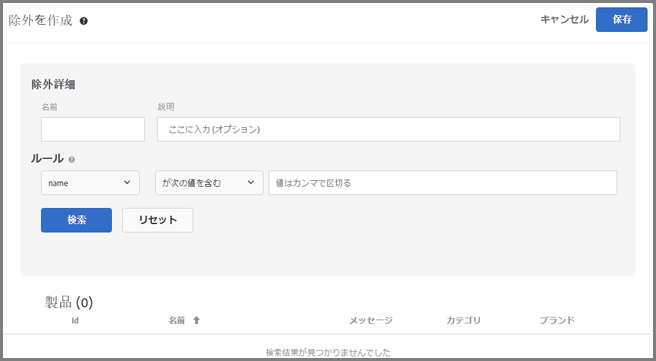 除外を作成 ? キャンセル 保存
除外詳細
名前 説明
ここに入力 (オプション)
ルール ?
name が次の値を含む 値はカンマで区切る
検索 リセット
製品 (0)
id 名前 メッセージ カテゴリ ブランド
検索結果が見つかりませんでした